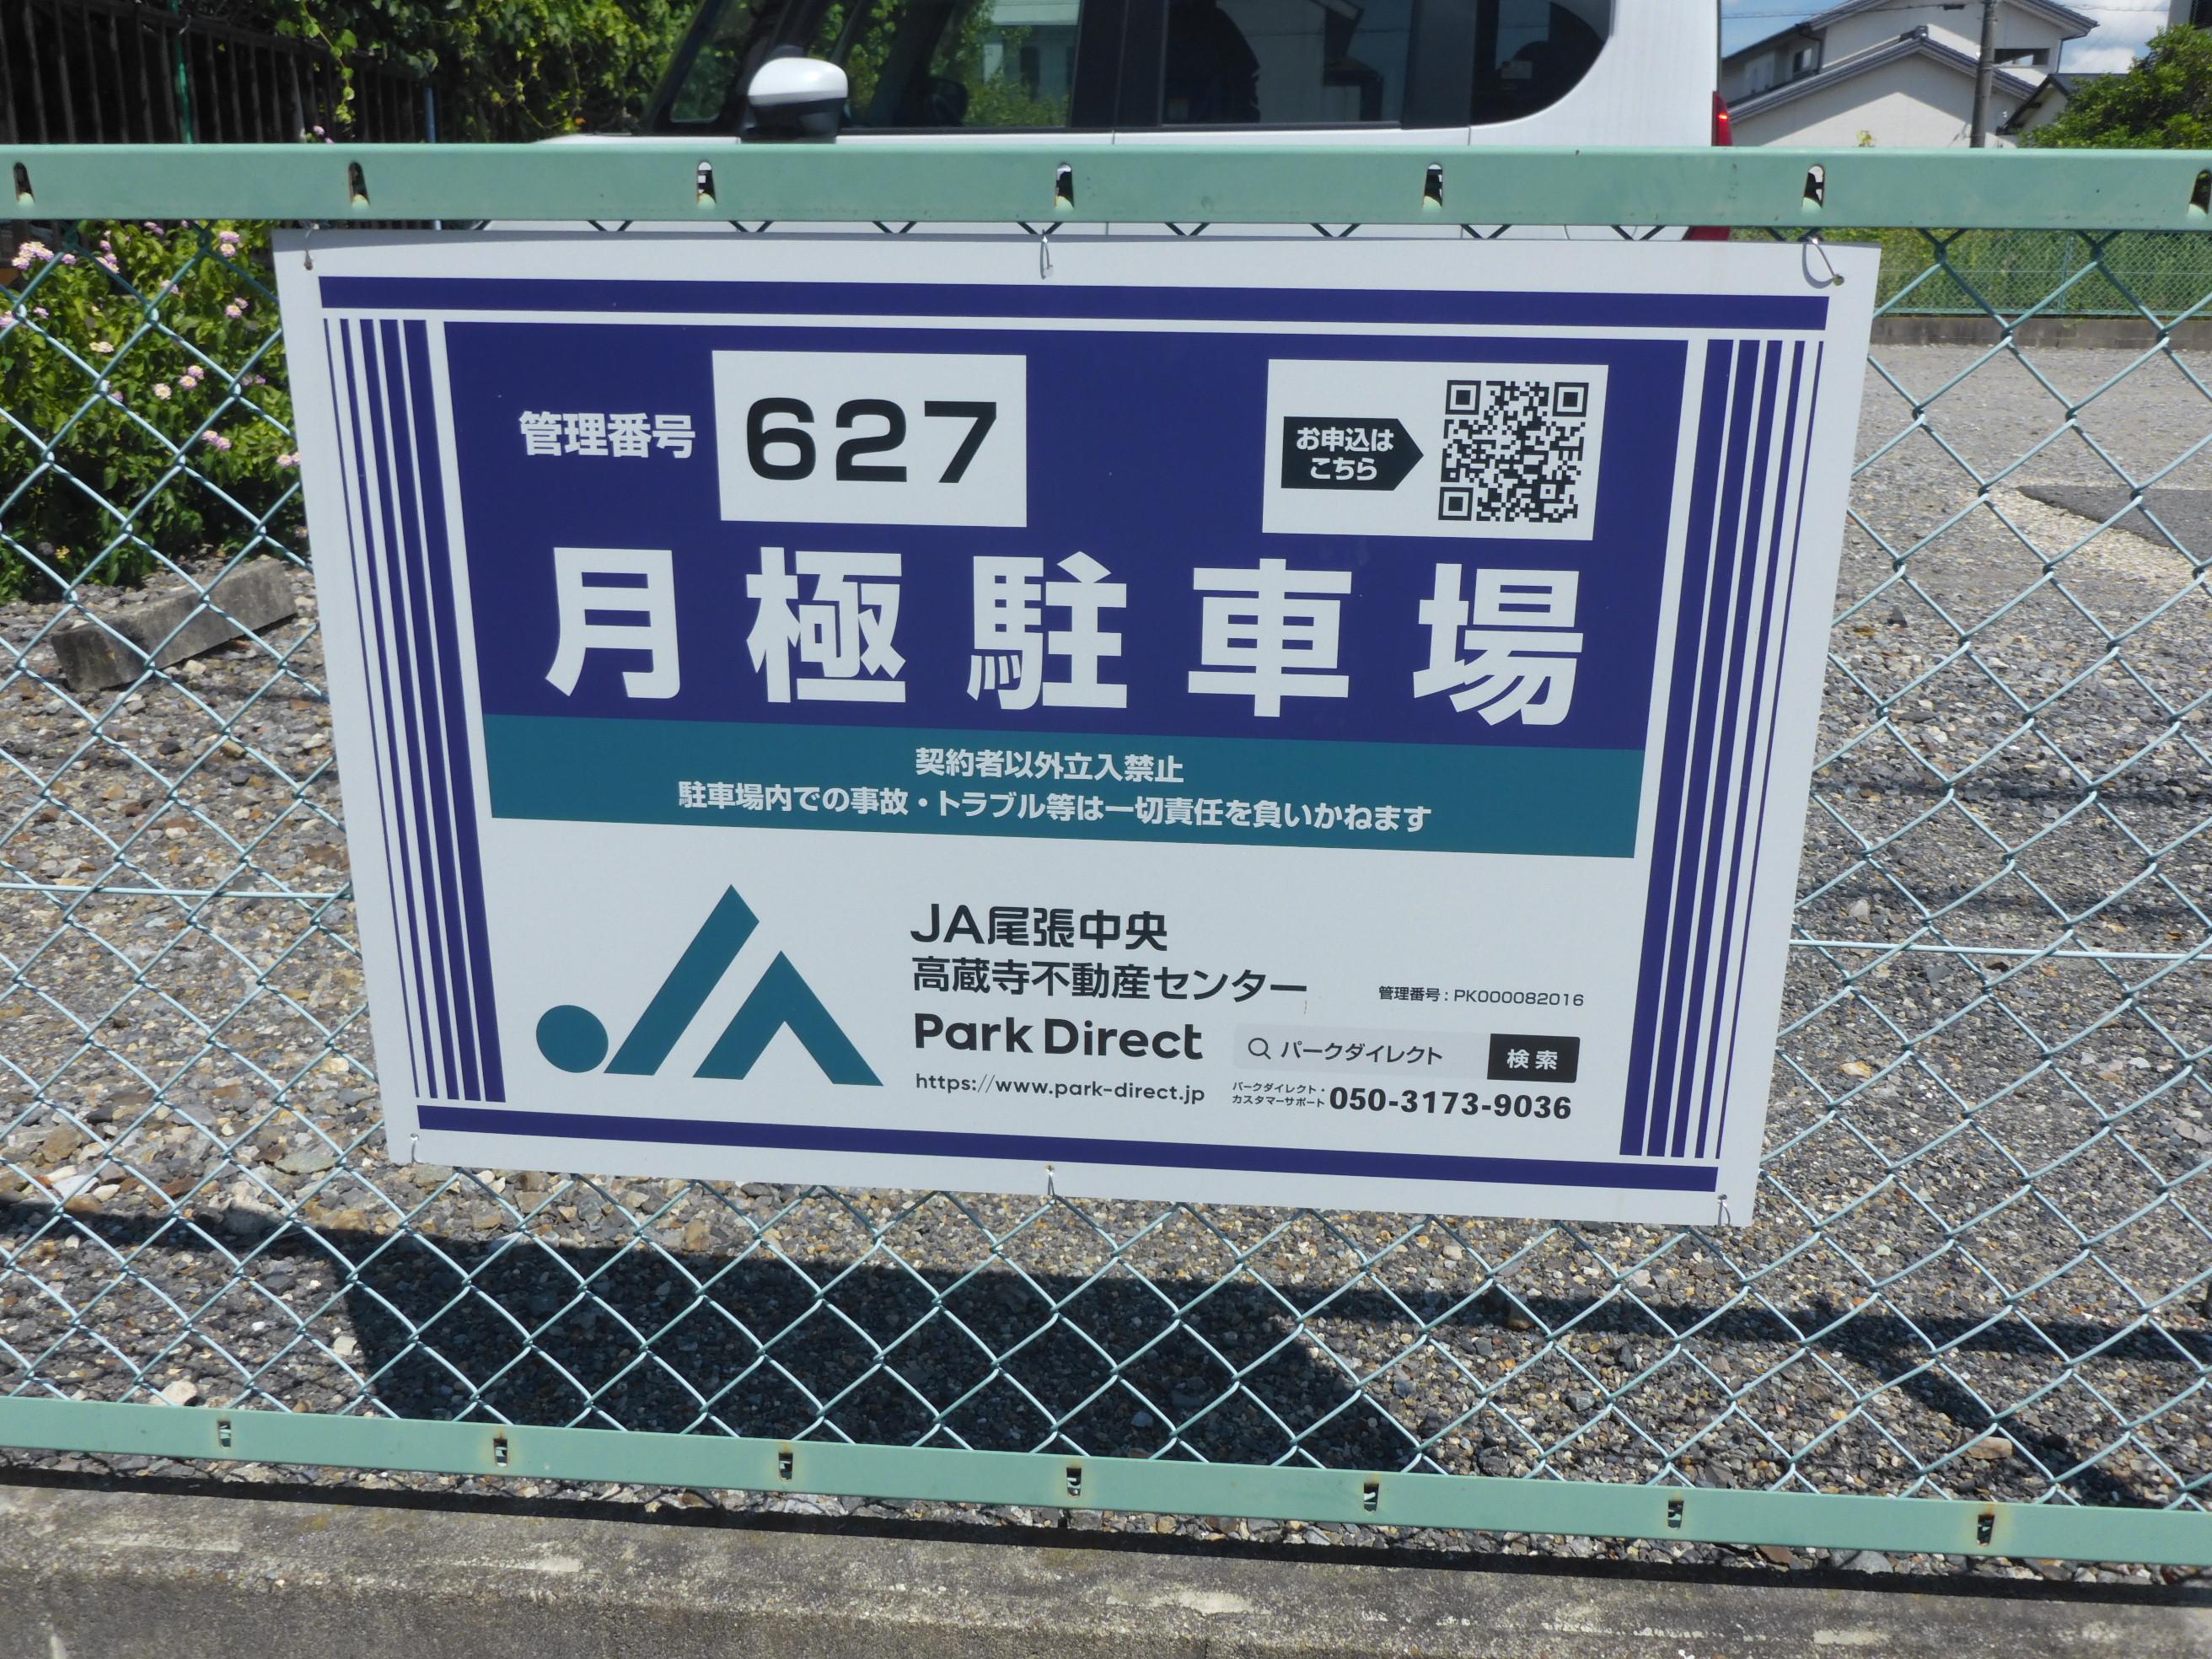 管理番号 627
お申込は
こちら
月極駐車場
契約者以外立入禁止
駐車場内での事故・トラブル等は一切責任を負いかねます
JA
JA尾張中央
高蔵寺不動産センター
管理番号：PK000082016
Park Direct
パークダイレクト 検索
https://www.park-direct.jp
パークダイレクト・
カスタマーサポート 050-3173-9036